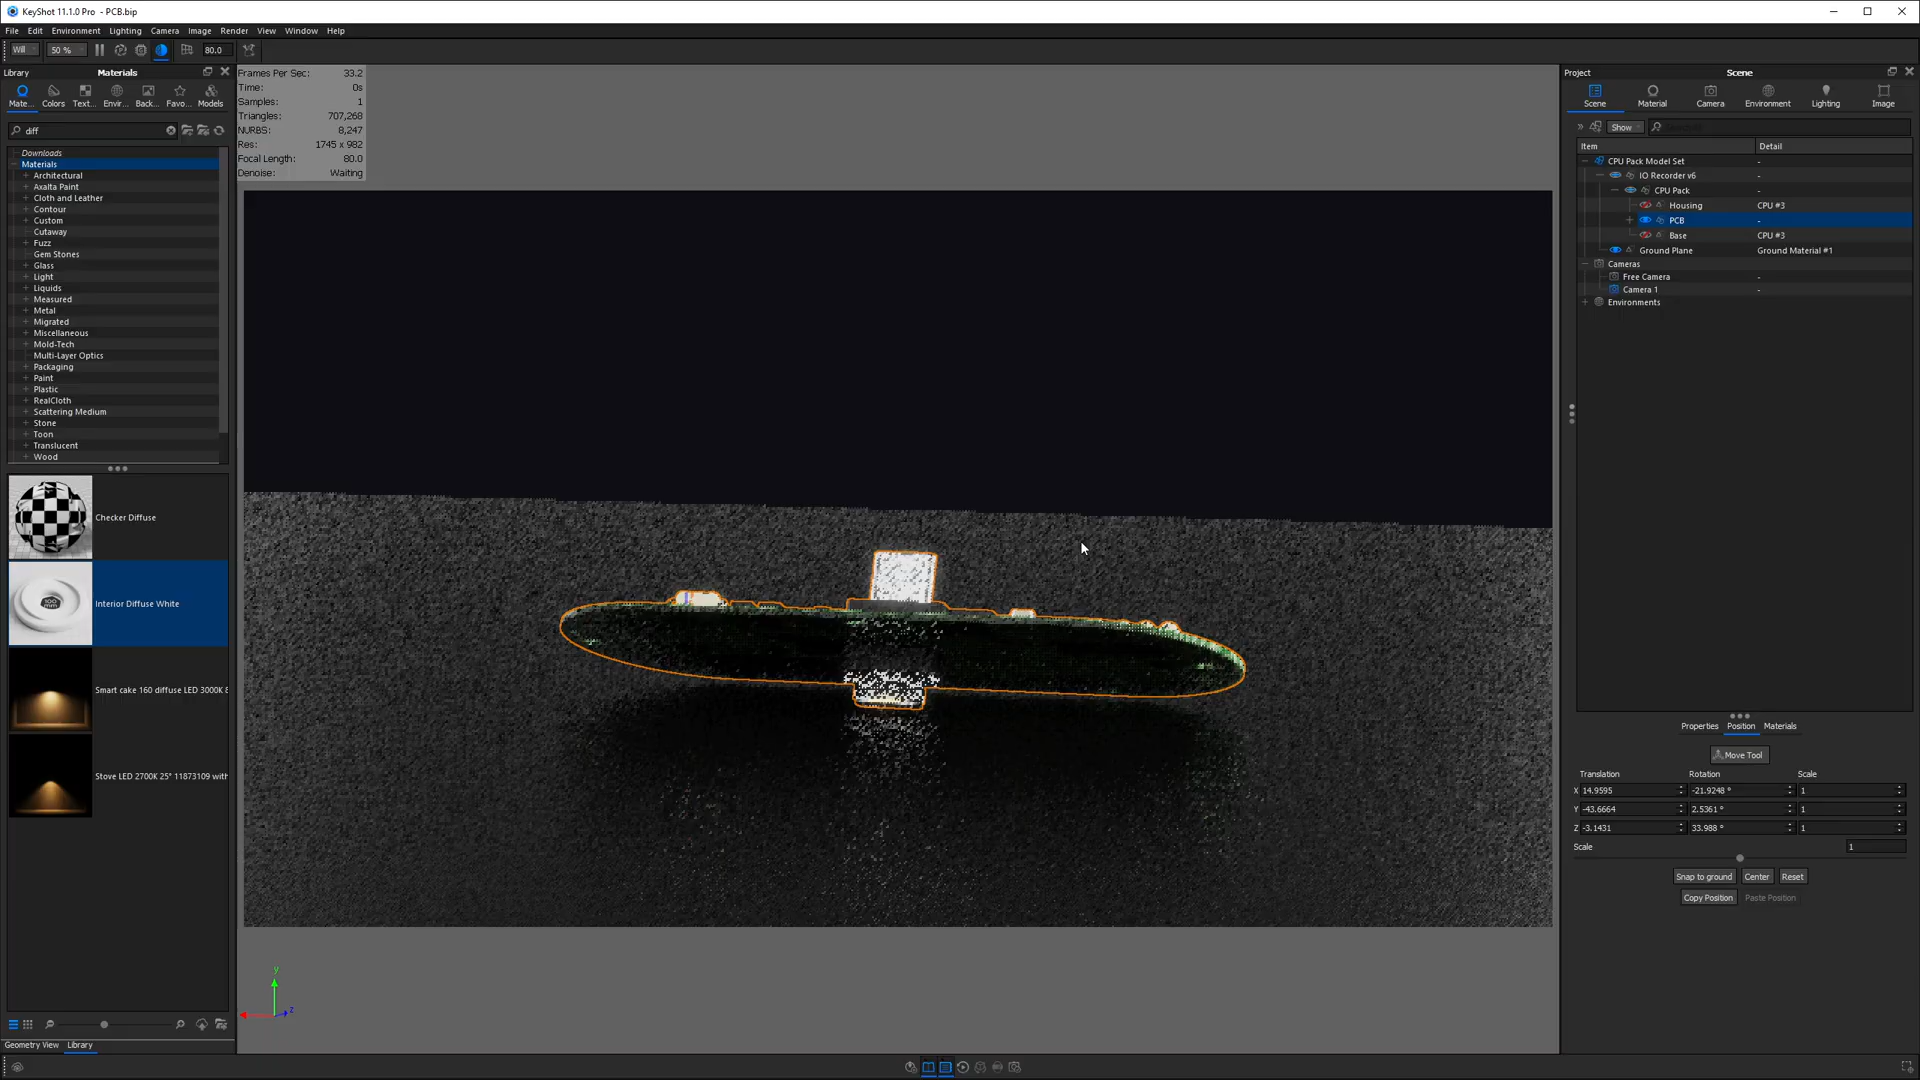 KeyShot 11.1.0 Pro - PCB.bip
File Edit Environment Lighting Camera Image Render View Window Help
Will 50 % 80.0
Library Materials
Mate... Colors Text... Envir... Back... Favo... Models
diff
Downloads
Materials
Architectural
Axalta Paint
Cloth and Leather
Contour
Custom
Cutaway
Fuzz
Gem Stones
Glass
Light
Liquids
Measured
Metal
Migrated
Miscellaneous
Mold-Tech
Multi-Layer Optics
Packaging
Paint
Plastic
RealCloth
Scattering Medium
Stone
Toon
Translucent
Wood
Checker Diffuse
Interior Diffuse White
Smart cake 160 diffuse LED 3000K 8
Stove LED 2700K 25° 11873109 with
Geometry View Library
Frames Per Sec: 33.2
Time: 0s
Samples: 1
Triangles: 707,268
NURBS: 8,247
Res: 1745 x 982
Focal Length: 80.0
Denoise: Waiting
y
z
Project Scene
Scene Material Camera Environment Lighting Image
Show
Item Detail
CPU Pack Model Set -
IO Recorder v6 -
CPU Pack -
Housing CPU #3
PCB -
Base CPU #3
Ground Plane Ground Material #1
Cameras
Free Camera -
Camera 1 -
Environments
Properties Position Materials
Move Tool
Translation Rotation Scale
X 14.9595 -21.9248 ° 1
Y -43.6664 2.5361 ° 1
Z -3.1431 33.988 ° 1
Scale 1
Snap to ground Center Reset
Copy Position Paste Position